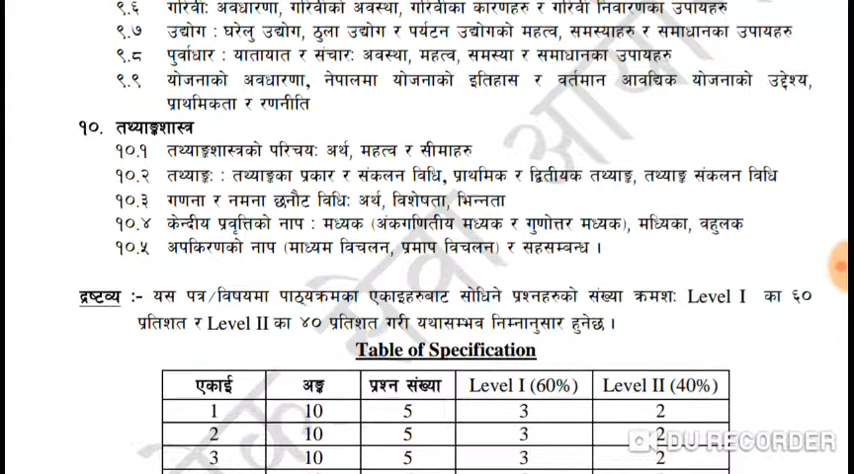 ९.६ गरिवीः अवधारणा, गरिवीको अवस्था, गरिवीका कारणहरु र गरिवी निवारणका उपायहरु
९.७ उद्योग : घरेलु उद्योग, ठुला उद्योग र पर्यटन उद्योगको महत्व, समस्याहरु र समाधानका उपायहरु
९.८ पुर्वाधार : यातायात र संचारः अवस्था, महत्व, समस्या र समाधानका उपायहरु
९.९ योजनाको अवधारणा, नेपालमा योजनाको इतिहास र वर्तमान आवधिक योजनाको उद्देश्य,
प्राथमिकता र रणनीति
१०. तथ्याङ्कशास्त्र
१०.१ तथ्याङ्कशास्त्रको परिचयः अर्थ, महत्व र सीमाहरु
१०.२ तथ्याङ्कः : तथ्याङ्कका प्रकार र संकलन विधि, प्राथमिक र द्वितीयक तथ्याङ्क, तथ्याङ्क संकलन विधि
१०.३ गणना र नमना छनौट विधिः अर्थ, विशेषता, भिन्नता
१०.४ केन्दीय प्रवृत्तिको नाप : मध्यक (अंकगणितीय मध्यक र गुणोत्तर मध्यक), मध्यिका, वहुलक
१०.५ अपकिरणको नाप (माध्यम विचलन, प्रमाप विचलन) र सहसम्बन्ध ।
द्रष्टव्य :- यस पत्र/विषयमा पाठ्यक्रमका एकाइहरुबाट सोधिने प्रश्नहरुको संख्या क्रमशः Level I का ६०
प्रतिशत र Level II का ४० प्रतिशत गरी यथासम्भव निम्नानुसार हुनेछ ।
Table of Specification
एकाई अङ्क प्रश्न संख्या Level I (60%) Level II (40%)
1 10 5 3 2
2 10 5 3 2
3 10 5 3 2
DU RECORDER
सेवा आयो